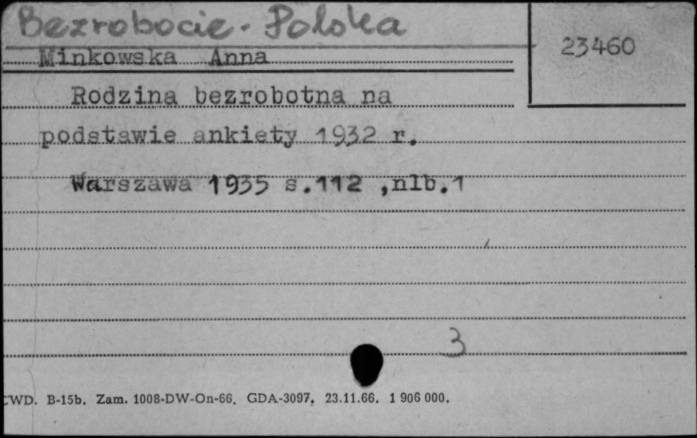 Bezrobocie - Polska
23460
Minkowska Anna
Rodzina bezrobotna na
podstawie ankiety 1932 r.
Warszawa 1935 s.112 ,nlb.1
3
CWD. B-15b. Zam. 1008-DW-On-66. GDA-3097. 23.11.66. 1 906 000.